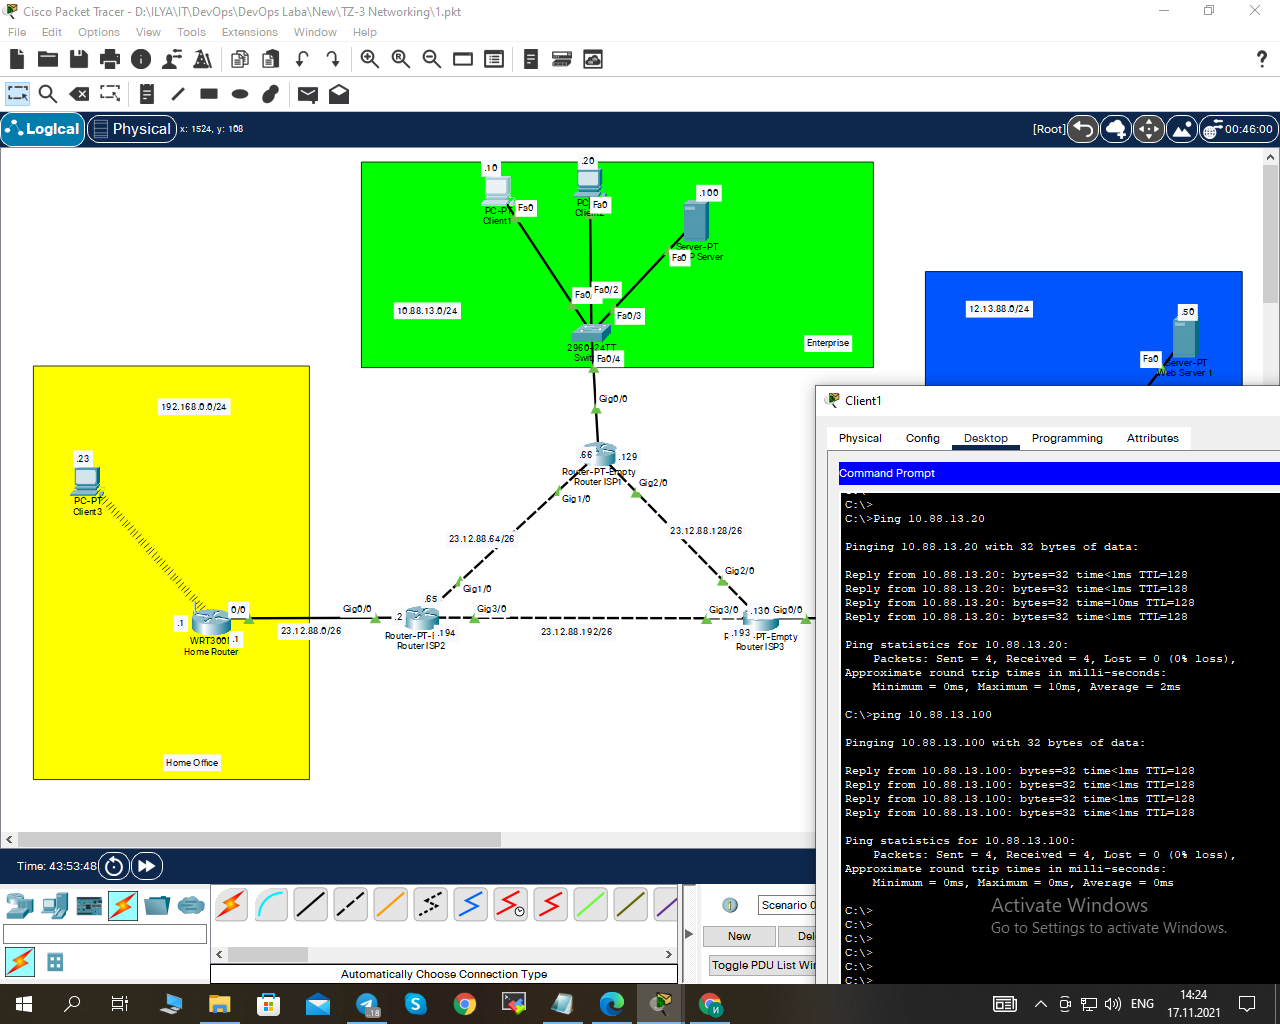 Cisco Packet Tracer - D:\ILYA\IT\DevOps\DevOps Laba\New\TZ-3 Networking\1.pkt
File Edit Options View Tools Extensions Window Help
Logical
Physical
x: 1524, y: 108
[Root]
00:46:00
.10
.20
.100
Fa0
Fa0
PC-PT
Client1
Server-PT
P Server
Fa0
Fa0/2
Fa0/3
10.88.13.0/24
2960-24TT
Fa0/4
Enterprise
12.13.88.0/24
.50
Fa0
Server-PT
Web Server 1
192.168.0.0/24
.23
PC-PT
Client3
Gig0/0
.66
.129
Router-PT-Empty
Router ISP1
Gig1/0
Gig2/0
23.12.88.64/26
23.12.88.128/26
Gig1/0
Gig2/0
.65
0/0
.1
.1
Home Router
23.12.88.0/26
Gig0/0
.2
Gig3/0
.194
Router ISP2
23.12.88.192/26
Gig3/0
.130
Gig0/0
.193
PT-Empty
Router ISP3
Home Office
Client1
Physical Config Desktop Programming Attributes
Command Prompt
C:\>
C:\>Ping 10.88.13.20
Pinging 10.88.13.20 with 32 bytes of data:
Reply from 10.88.13.20: bytes=32 time<1ms TTL=128
Reply from 10.88.13.20: bytes=32 time<1ms TTL=128
Reply from 10.88.13.20: bytes=32 time=10ms TTL=128
Reply from 10.88.13.20: bytes=32 time<1ms TTL=128
Ping statistics for 10.88.13.20:
Packets: Sent = 4, Received = 4, Lost = 0 (0% loss),
Approximate round trip times in milli-seconds:
Minimum = 0ms, Maximum = 10ms, Average = 2ms
C:\>ping 10.88.13.100
Pinging 10.88.13.100 with 32 bytes of data:
Reply from 10.88.13.100: bytes=32 time<1ms TTL=128
Reply from 10.88.13.100: bytes=32 time<1ms TTL=128
Reply from 10.88.13.100: bytes=32 time<1ms TTL=128
Reply from 10.88.13.100: bytes=32 time<1ms TTL=128
Ping statistics for 10.88.13.100:
Packets: Sent = 4, Received = 4, Lost = 0 (0% loss),
Approximate round trip times in milli-seconds:
Minimum = 0ms, Maximum = 0ms, Average = 0ms
C:\>
C:\>
C:\>
C:\>
C:\>
C:\>
Activate Windows
Go to Settings to activate Windows.
Time: 43:53:48
Scenario 0
New
Toggle PDU List
Automatically Choose Connection Type
.18
ENG
14:24
17.11.2021